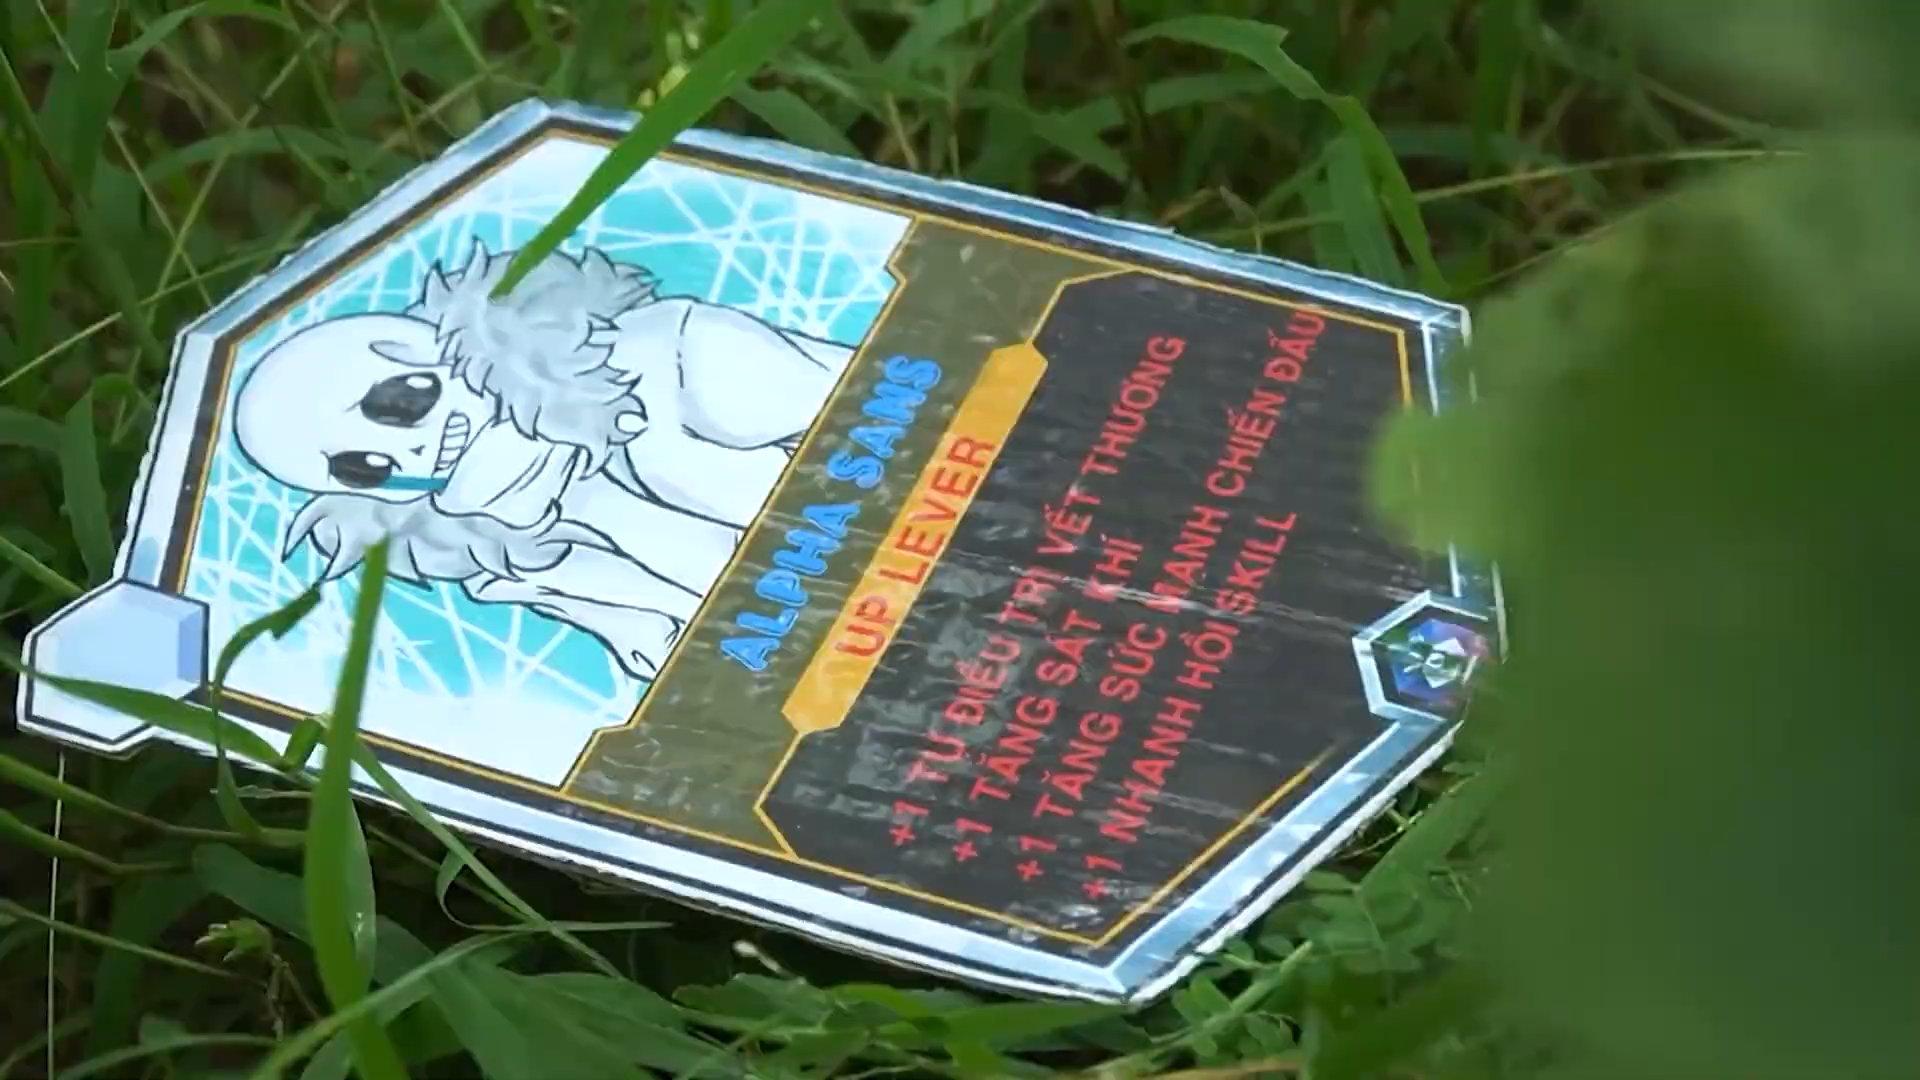 ALPHA SANS
UP LEVER
+1 TỰ ĐIỀU TRỊ VẾT THƯƠNG
+1 TĂNG SÁT KHÍ
+1 TĂNG SỨC MẠNH CHIẾN ĐẤU
+1 NHANH HỒI SKILL